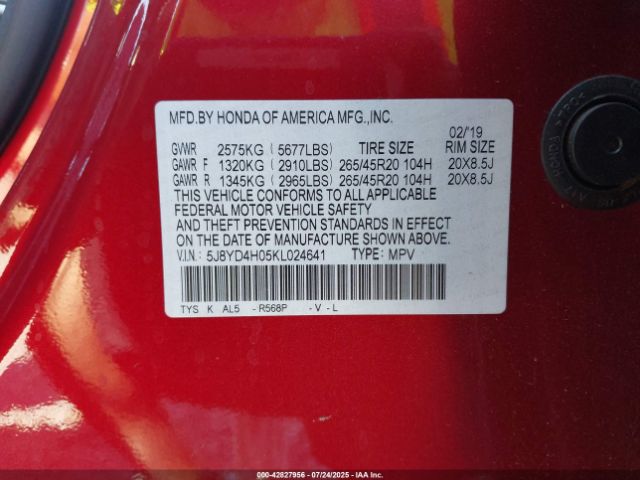 MFD.BY HONDA OF AMERICA MFG.,INC.
02/'19
GVWR 2575KG ( 5677LBS) TIRE SIZE RIM SIZE
GAWR F 1320KG ( 2910LBS) 265/45R20 104H 20X8.5J
GAWR R 1345KG ( 2965LBS) 265/45R20 104H 20X8.5J
THIS VEHICLE CONFORMS TO ALL APPLICABLE
FEDERAL MOTOR VEHICLE SAFETY
AND THEFT PREVENTION STANDARDS IN EFFECT
ON THE DATE OF MANUFACTURE SHOWN ABOVE.
V.I.N.: 5J8YD4H05KL024641 TYPE: MPV
TYS K AL5 - R568P - V - L
000-42827956 | 07/24/2025 - IAA Inc.